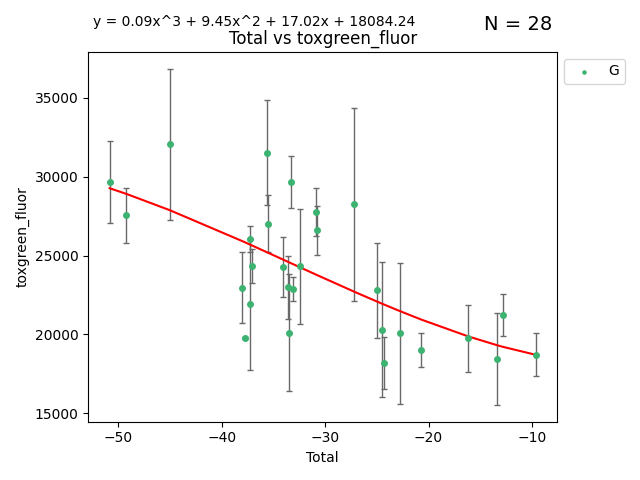 y = 0.09x^3 + 9.45x^2 + 17.02x + 18084.24
N = 28
Total vs toxgreen_fluor
G
35000
30000
25000
20000
15000
toxgreen_fluor
−50
−40
−30
−20
−10
Total